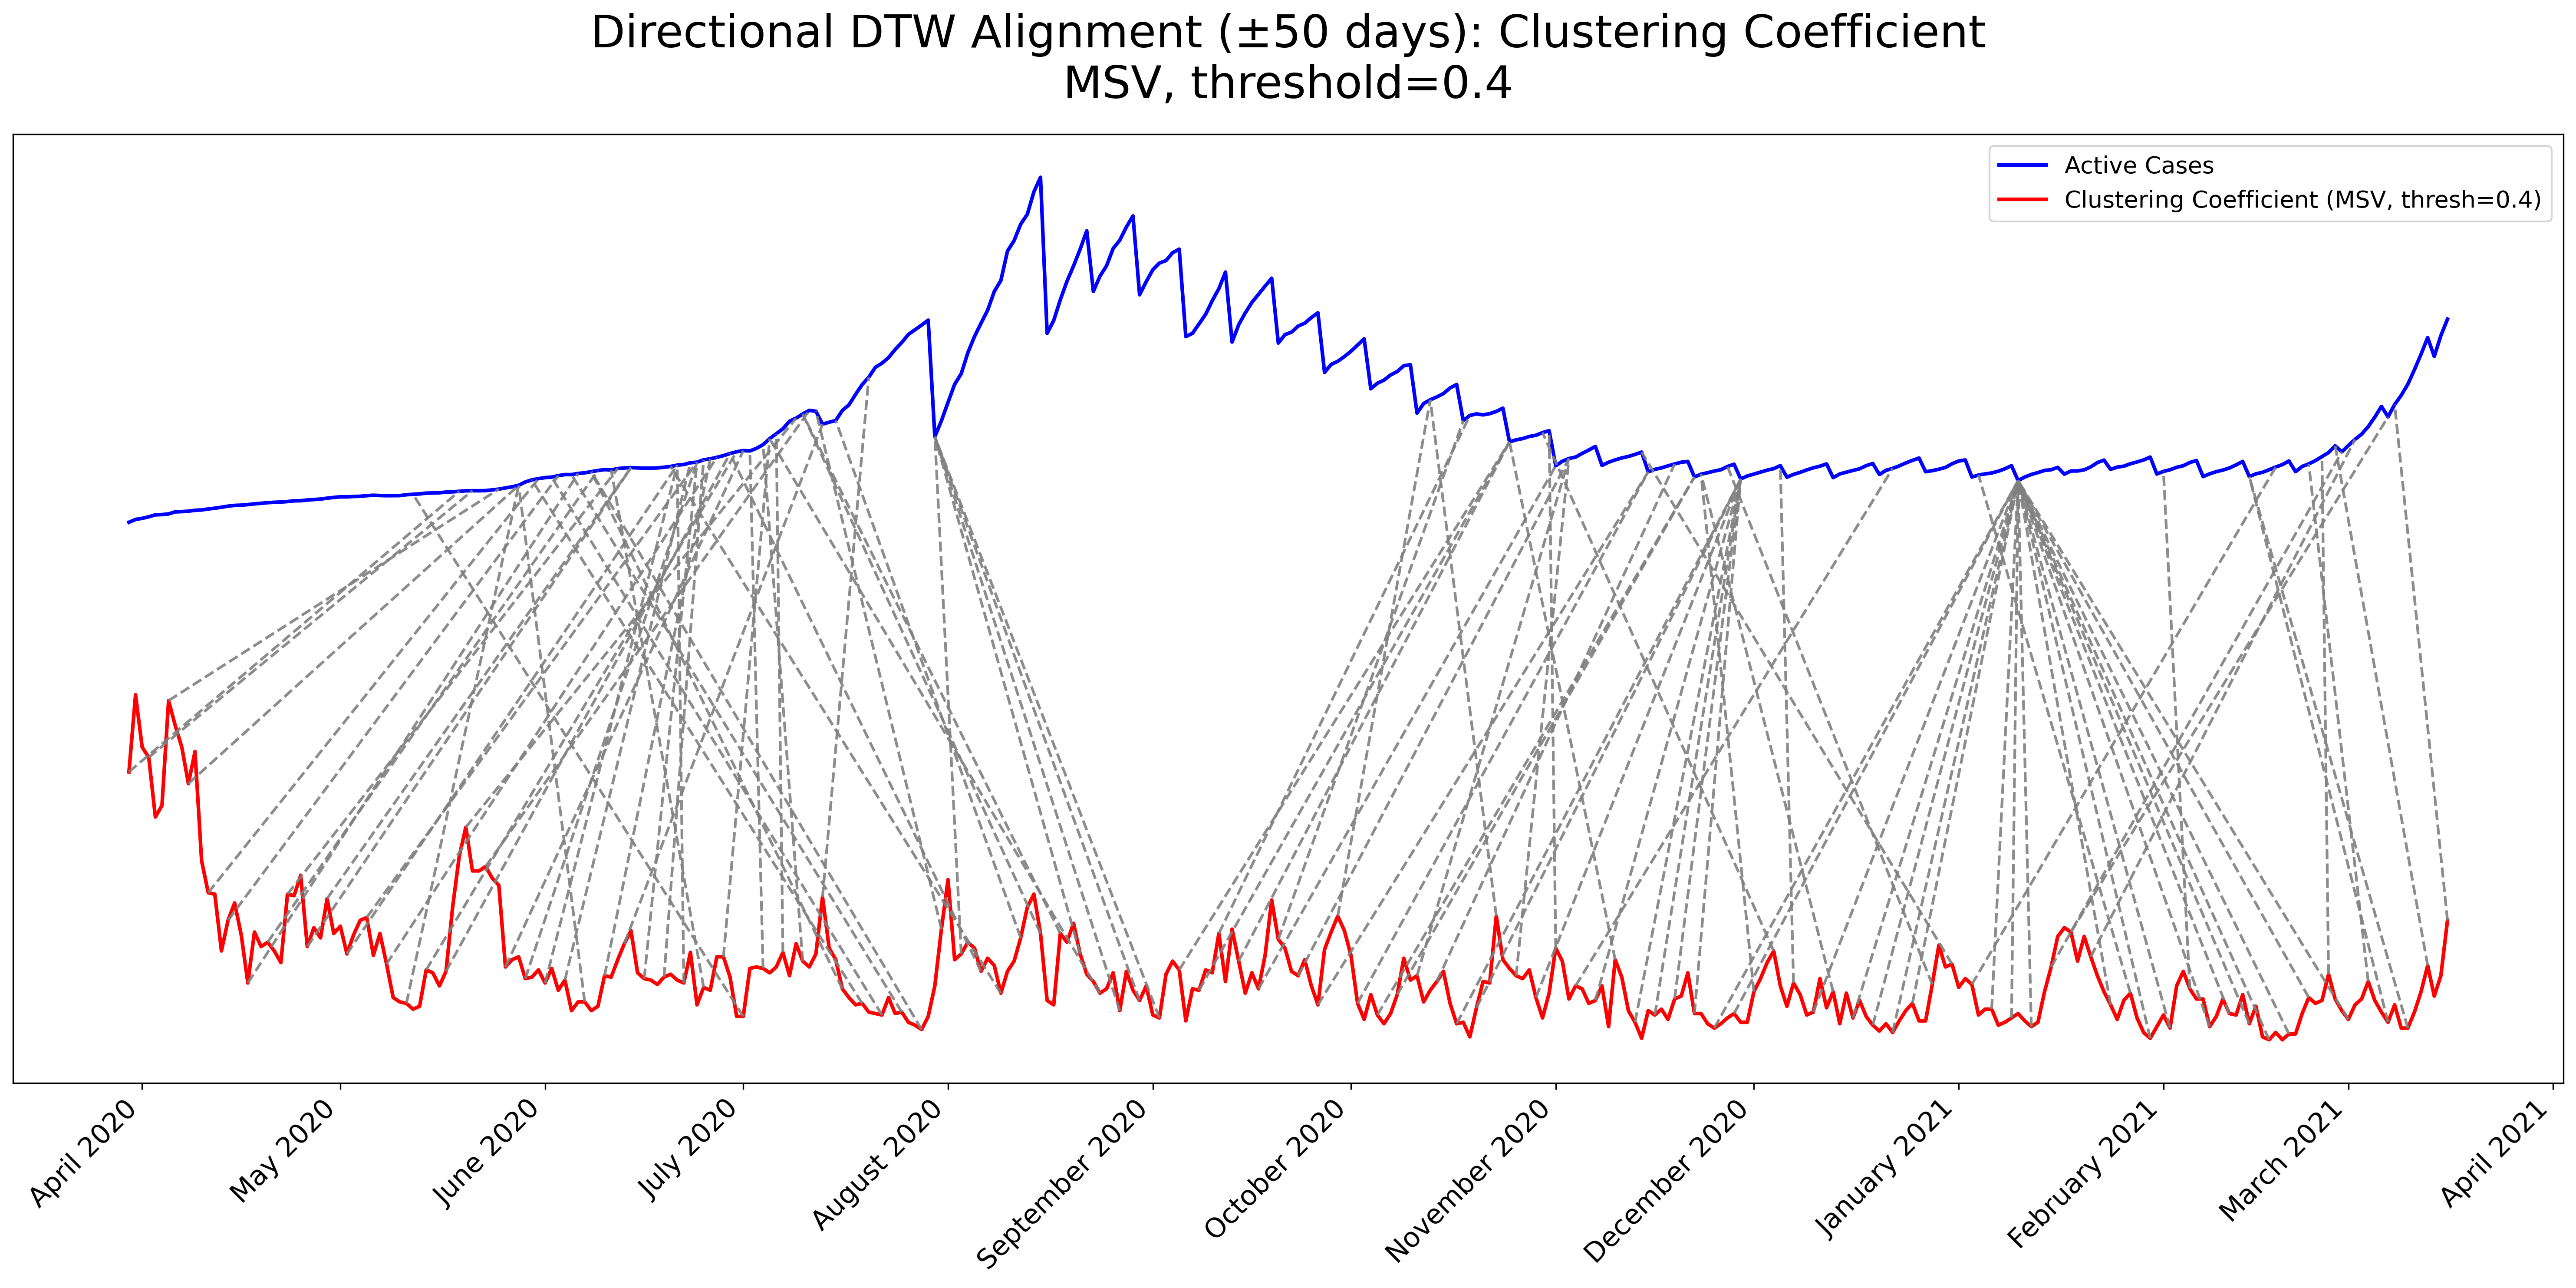 Directional DTW Alignment (±50 days): Clustering Coefficient
MSV, threshold=0.4
Active Cases
Clustering Coefficient (MSV, thresh=0.4)
April 2020
May 2020
June 2020
July 2020
August 2020
September 2020
October 2020
November 2020
December 2020
January 2021
February 2021
March 2021
April 2021